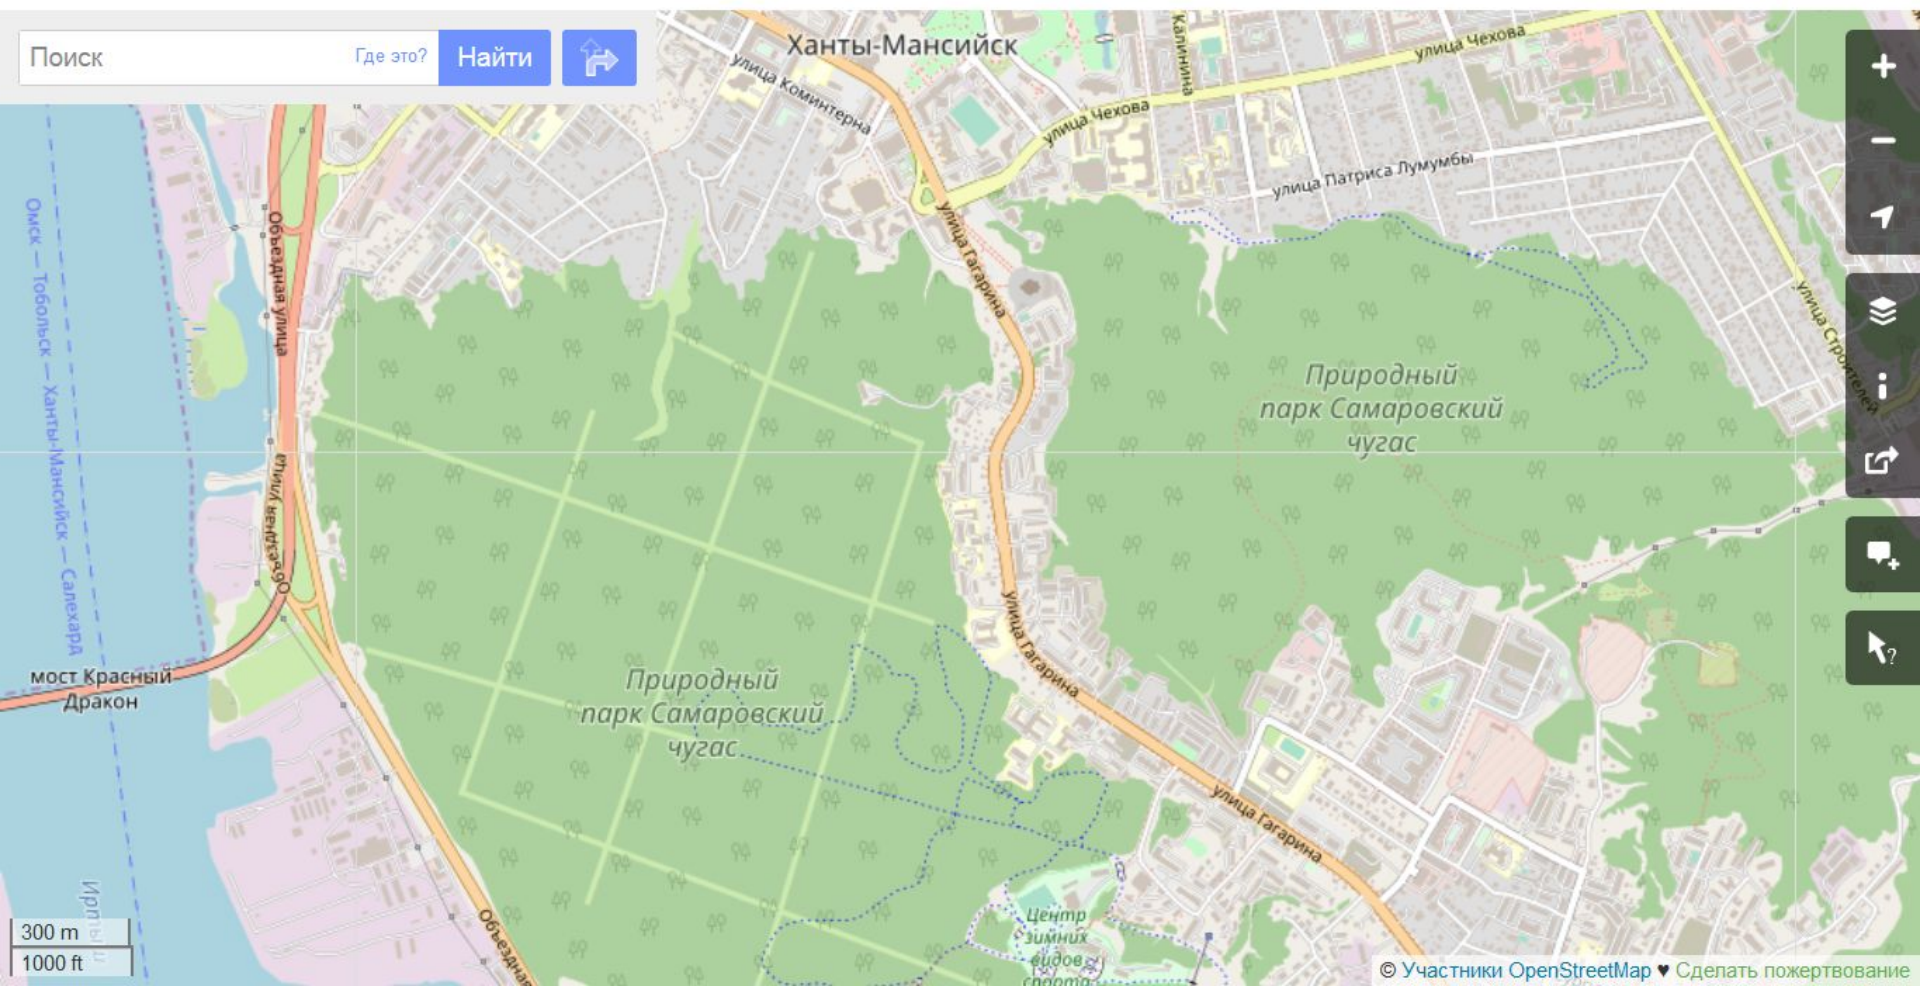 Поиск
Где это?
Найти
Ханты-Мансийск
улица Чехова
Калинина
улица Коминтерна
улица Чехова
улица Патриса Лумумбы
Омск — Тобольск — Ханты-Мансийск — Салехард
Объездная улица
улица Гагарина
улица Строителей
Природный
парк Самаровский
чугас
Объездная улица
улица Гагарина
мост Красный
Дракон
Природный
парк Самаровский
чугас
улица Гагарина
Объездная
Центр
зимних
видов
спорта
300 m
1000 ft
© Участники OpenStreetMap ♥ Сделать пожертвование